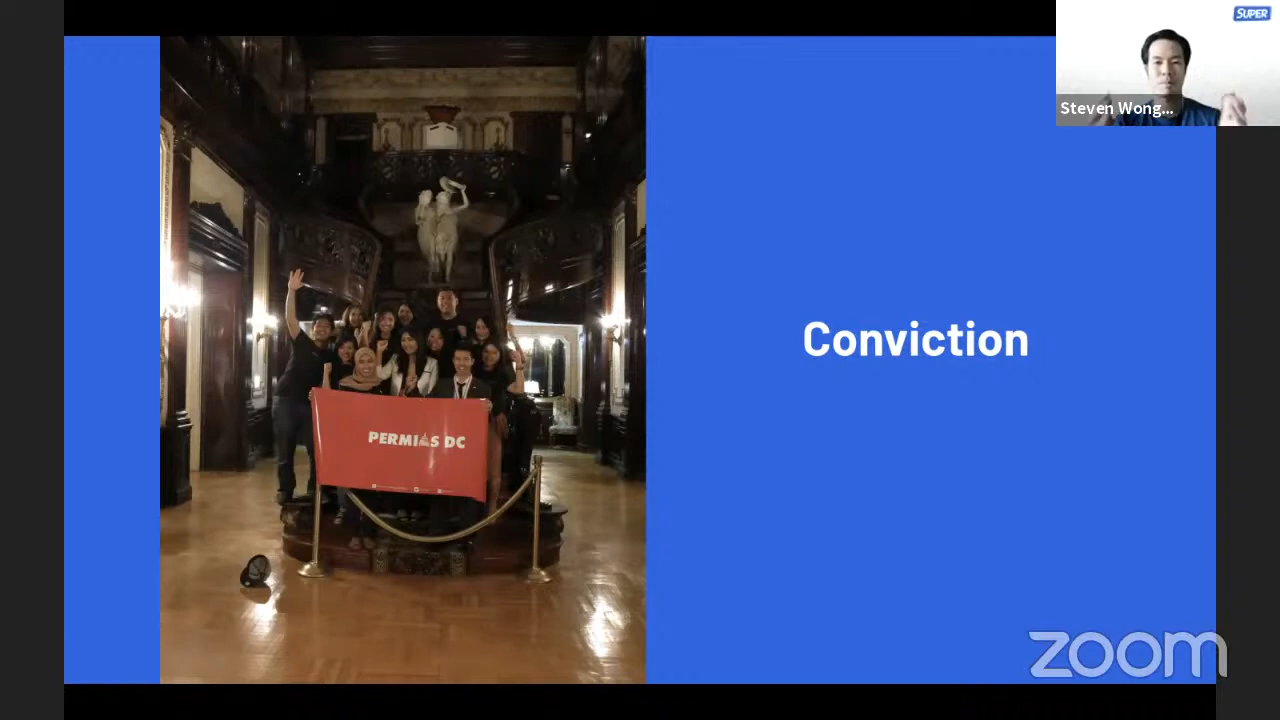 SUPER
Steven Wong...
PERMIAS DC
Conviction
zoom